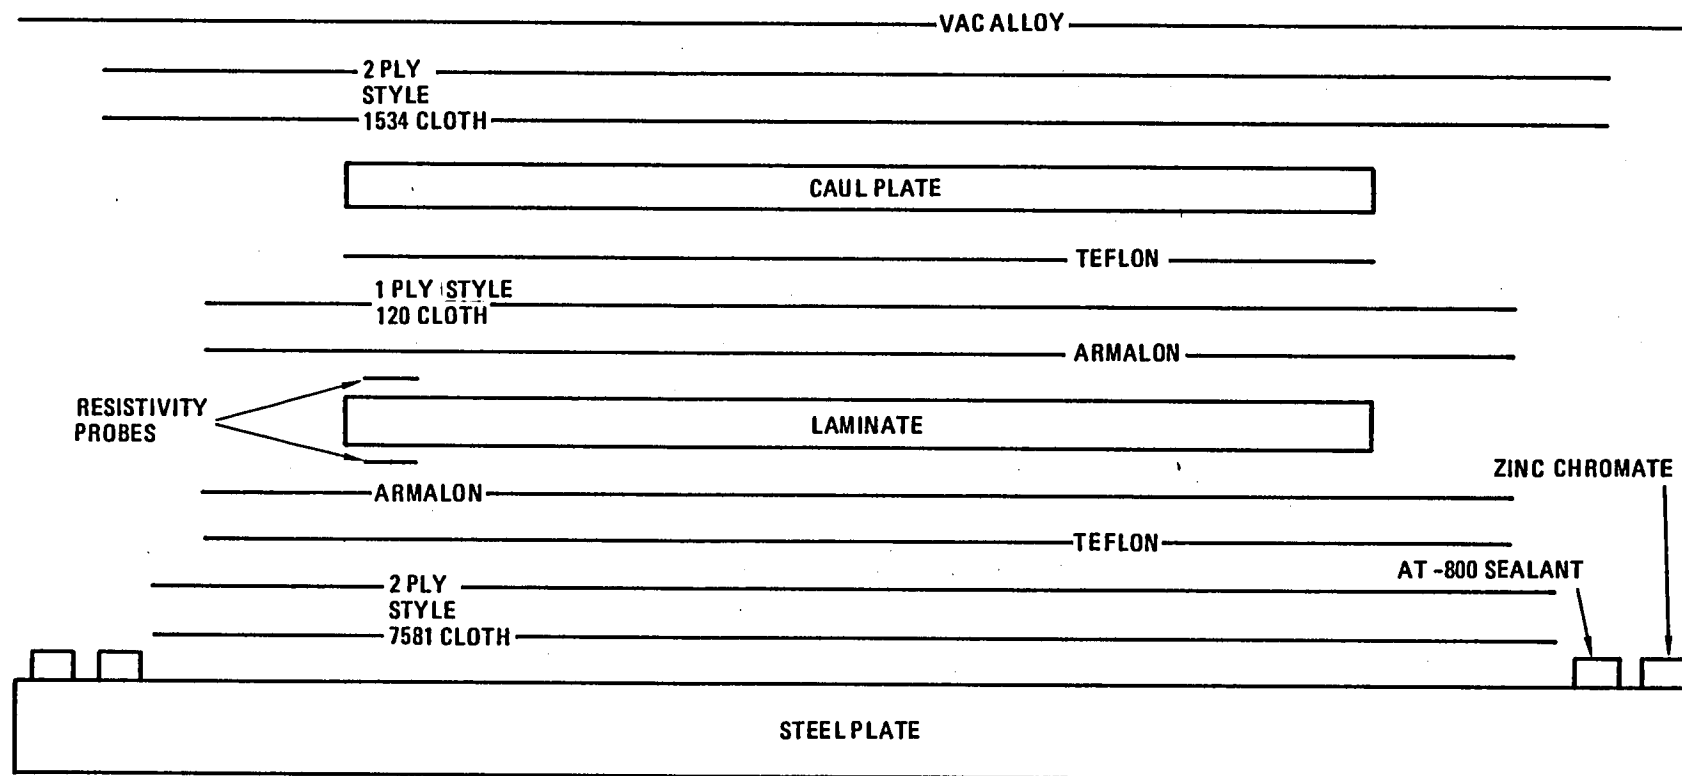 VAC ALLOY
2 PLY
STYLE
1534 CLOTH
CAUL PLATE
TEFLON
1 PLY STYLE
120 CLOTH
ARMALON
RESISTIVITY
PROBES
LAMINATE
ARMALON
ZINC CHROMATE
TEFLON
AT -800 SEALANT
2 PLY
STYLE
7581 CLOTH
STEEL PLATE